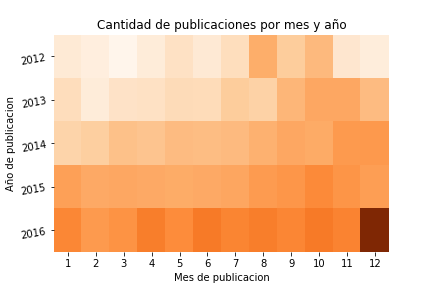 Cantidad de publicaciones por mes y año
Año de publicacion
2012
2013
2014
2015
2016
1 2 3 4 5 6 7 8 9 10 11 12
Mes de publicacion